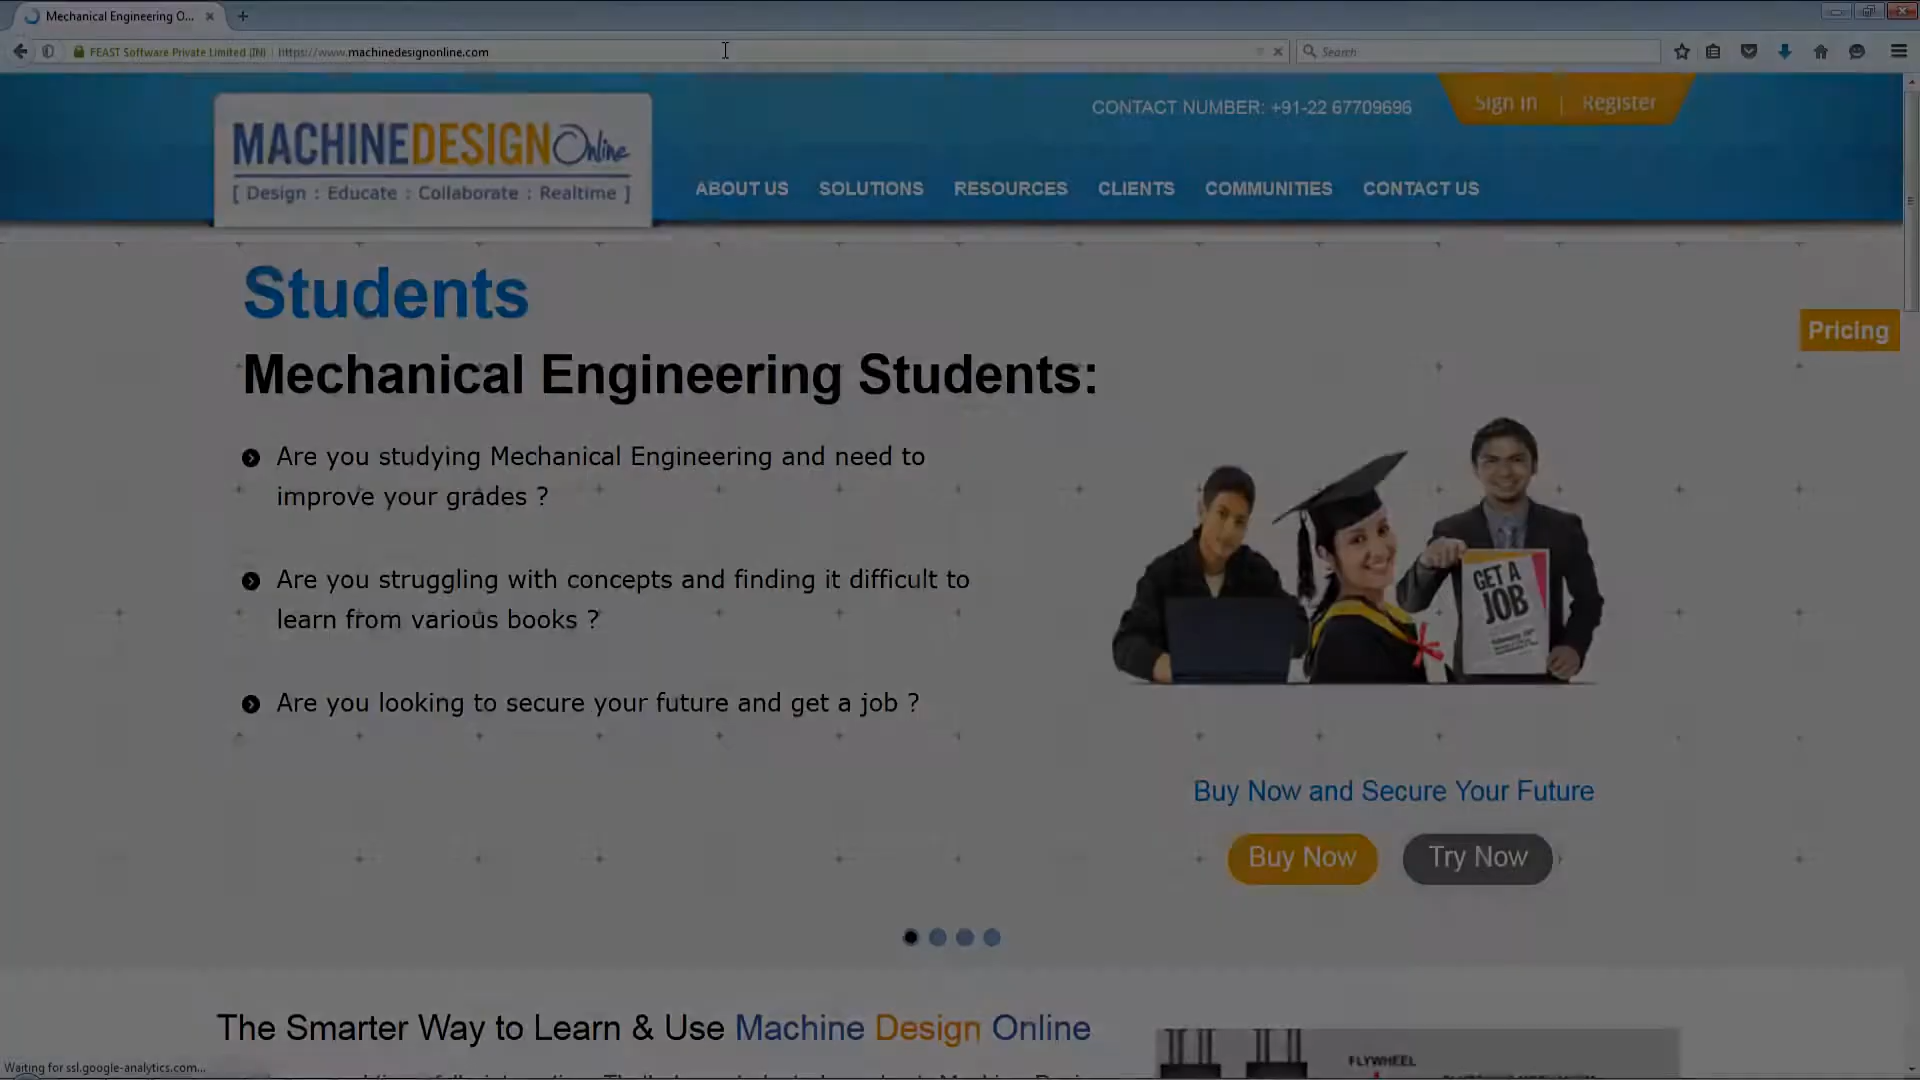 Mechanical Engineering O...
FEAST Software Private Limited (IN) https://www.machinedesignonline.com
Search
CONTACT NUMBER: +91-22 67709696
Sign In | Register
MACHINEDESIGN Online
[ Design : Educate : Collaborate : Realtime ]
ABOUT US SOLUTIONS RESOURCES CLIENTS COMMUNITIES CONTACT US
Students
Pricing
Mechanical Engineering Students:
Are you studying Mechanical Engineering and need to
improve your grades ?
Are you struggling with concepts and finding it difficult to
learn from various books ?
Are you looking to secure your future and get a job ?
GET A
JOB
Buy Now and Secure Your Future
Buy Now
Try Now
The Smarter Way to Learn & Use Machine Design Online
FLYWHEEL
Waiting for ssl.google-analytics.com...